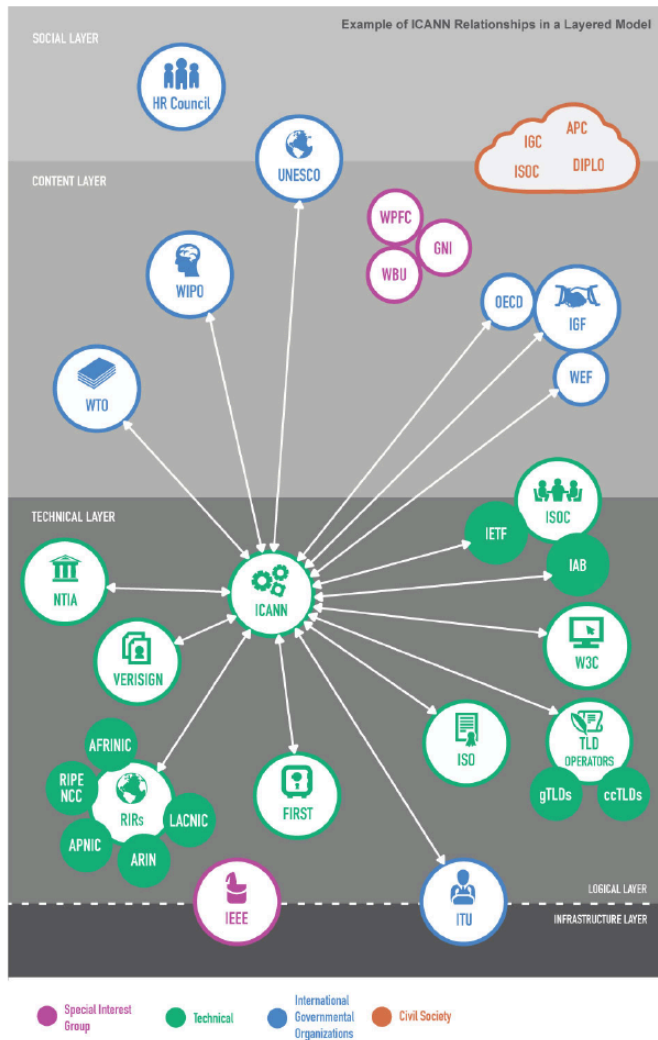 Example of ICANN Relationships in a Layered Model
SOCIAL LAYER
HR Council
IGC
APC
ISOC
DIPLO
UNESCO
CONTENT LAYER
WPFC
GNI
WBU
WIPO
OECD
IGF
WEF
WTO
TECHNICAL LAYER
ISOC
IETF
IAB
NTIA
ICANN
W3C
VERISIGN
ISO
TLD
OPERATORS
gTLDs
ccTLDs
AFRINIC
RIPE
NCC
RIRs
LACNIC
APNIC
ARIN
FIRST
IEEE
ITU
LOGICAL LAYER
INFRASTRUCTURE LAYER
Special Interest
Group
Technical
International
Governmental
Organizations
Civil Society